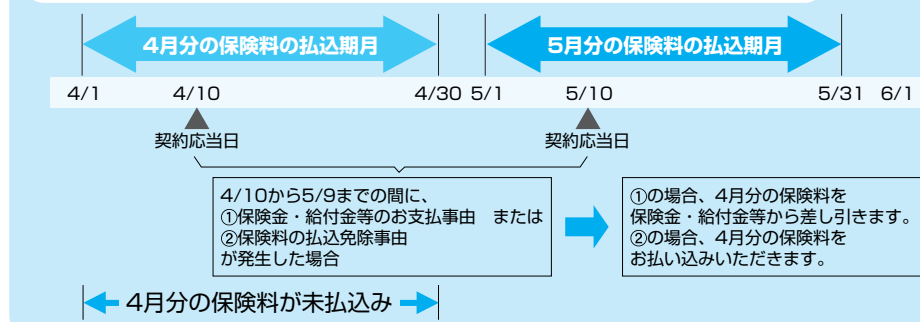 4月分の保険料の払込期月 5月分の保険料の払込期月
4/1 4/10 4/30 5/1 5/10 5/31 6/1
契約応当日 契約応当日
4/10から5/9までの間に、
①保険金・給付金等のお支払事由 または
②保険料の払込免除事由
が発生した場合
①の場合、4月分の保険料を
保険金・給付金等から差し引きます。
②の場合、4月分の保険料を
お払い込みいただきます。
4月分の保険料が未払込み